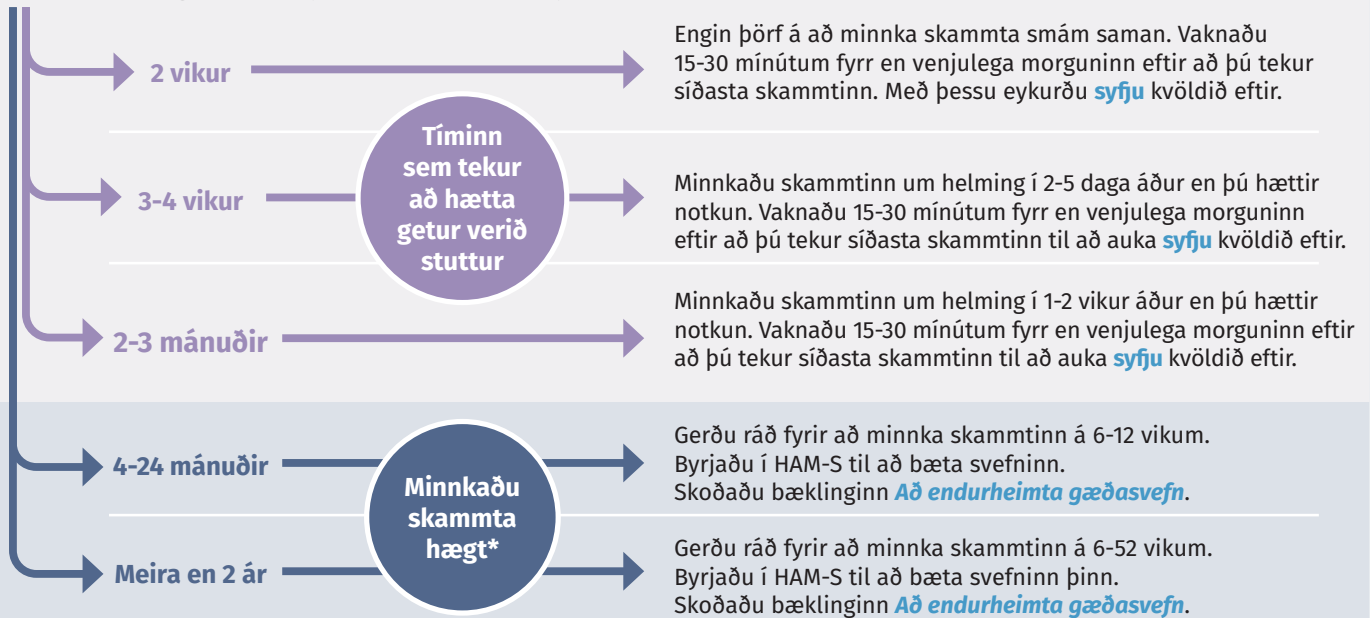 2 vikur
Engin þörf á að minnka skammta smám saman. Vaknaðu
15-30 mínútum fyrr en venjulega morguninn eftir að þú tekur
síðasta skammtinn. Með þessu eykurðu syfju kvöldið eftir.
Tíminn
sem tekur
að hætta
getur verið
stuttur
3-4 vikur
Minnkaðu skammtinn um helming í 2-5 daga áður en þú hættir
notkun. Vaknaðu 15-30 mínútum fyrr en venjulega morguninn
eftir að þú tekur síðasta skammtinn til að auka syfju kvöldið eftir.
2-3 mánuðir
Minnkaðu skammtinn um helming í 1-2 vikur áður en þú hættir
notkun. Vaknaðu 15-30 mínútum fyrr en venjulega morguninn eftir
að þú tekur síðasta skammtinn til að auka syfju kvöldið eftir.
4-24 mánuðir
Minnkaðu
skammta
hægt*
Gerðu ráð fyrir að minnka skammtinn á 6-12 vikum.
Byrjaðu í HAM-S til að bæta svefninn.
Skoðaðu bæklinginn Að endurheimta gæðasvefn.
Meira en 2 ár
Gerðu ráð fyrir að minnka skammtinn á 6-52 vikum.
Byrjaðu í HAM-S til að bæta svefninn þinn.
Skoðaðu bæklinginn Að endurheimta gæðasvefn.